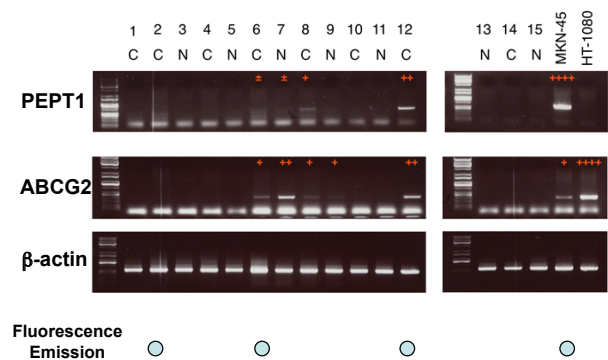 1 2 3 4 5 6 7 8 9 10 11 12 13 14 15 MKN-45 HT-1080
C C N C N C N C N C N C N C N
± ± + ++ ++++
PEPT1
+ ++ + + ++ + ++++
ABCG2
β-actin
Fluorescence
Emission